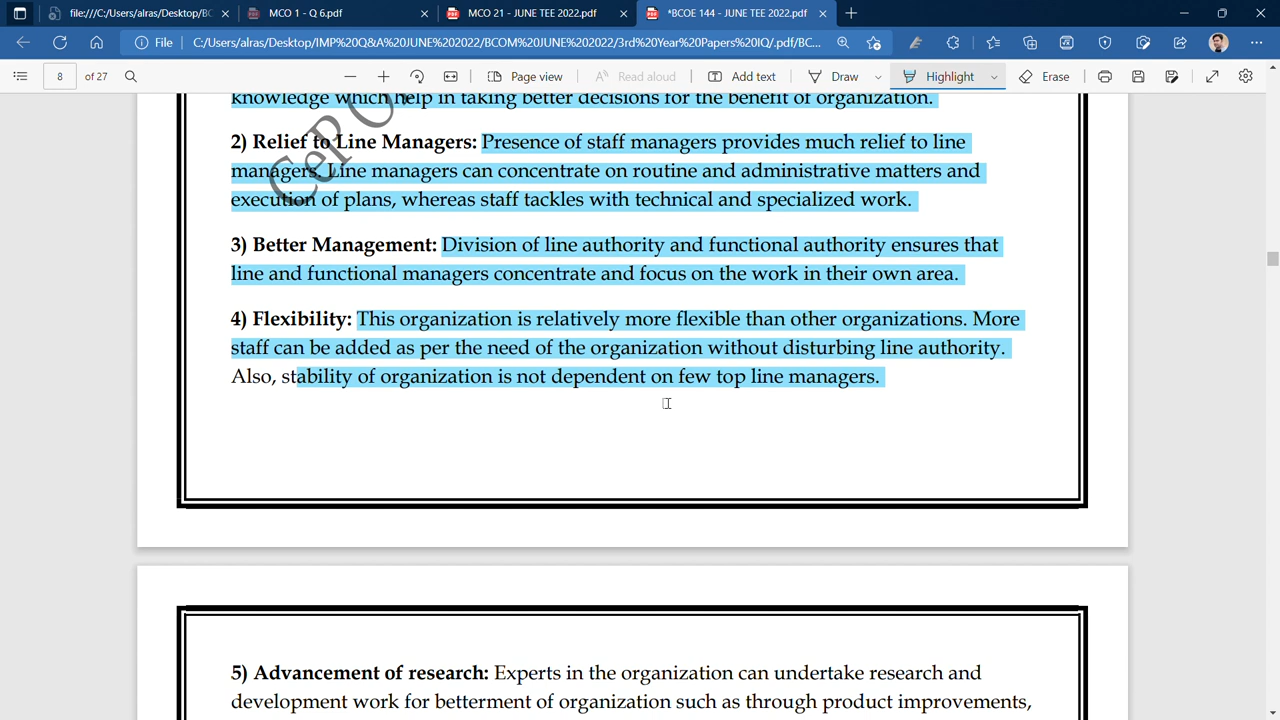 file:///C:/Users/alras/Desktop/BC
MCO 1 - Q 6.pdf
MCO 21 - JUNE TEE 2022.pdf
*BCOE 144 - JUNE TEE 2022.pdf
File
C:/Users/alras/Desktop/IMP%20Q&A%20JUNE%202022/BCOM%20JUNE%202022/3rd%20Year%20Papers%20IQ/.pdf/BC...
8 of 27
Page view
Read aloud
Add text
Draw
Highlight
Erase
knowledge which help in taking better decisions for the benefit of organization.
2) Relief to Line Managers: Presence of staff managers provides much relief to line
managers. Line managers can concentrate on routine and administrative matters and
execution of plans, whereas staff tackles with technical and specialized work.
3) Better Management: Division of line authority and functional authority ensures that
line and functional managers concentrate and focus on the work in their own area.
4) Flexibility: This organization is relatively more flexible than other organizations. More
staff can be added as per the need of the organization without disturbing line authority.
Also, stability of organization is not dependent on few top line managers.
5) Advancement of research: Experts in the organization can undertake research and
development work for betterment of organization such as through product improvements,